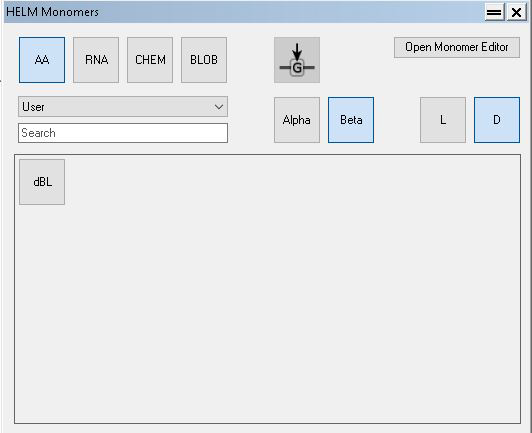 HELM Monomers
AA RNA CHEM BLOB
G
Open Monomer Editor
User
Search
Alpha Beta L D
dBL